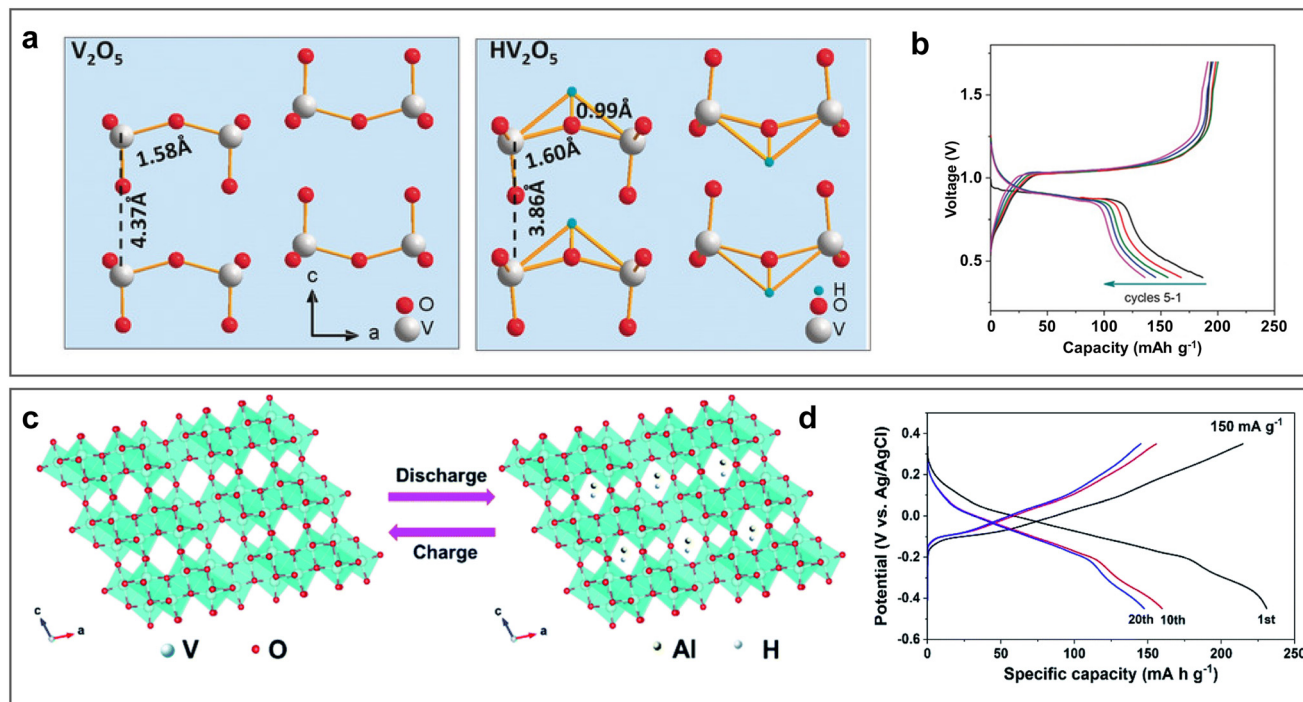 a
V₂O₅
1.58Å
4.37Å
c
a
O
V
HV₂O₅
0.99Å
1.60Å
3.86Å
H
O
V
b
Voltage (V)
1.5
1.0
0.5
cycles 5-1
0 50 100 150 200 250
Capacity (mAh g⁻¹)
c
Discharge
Charge
c
a
V O
c
a
Al H
d
Potential (V vs. Ag/AgCl)
150 mA g⁻¹
0.4
0.2
0.0
-0.2
-0.4
-0.6
20th 10th 1st
0 50 100 150 200 250
Specific capacity (mA h g⁻¹)